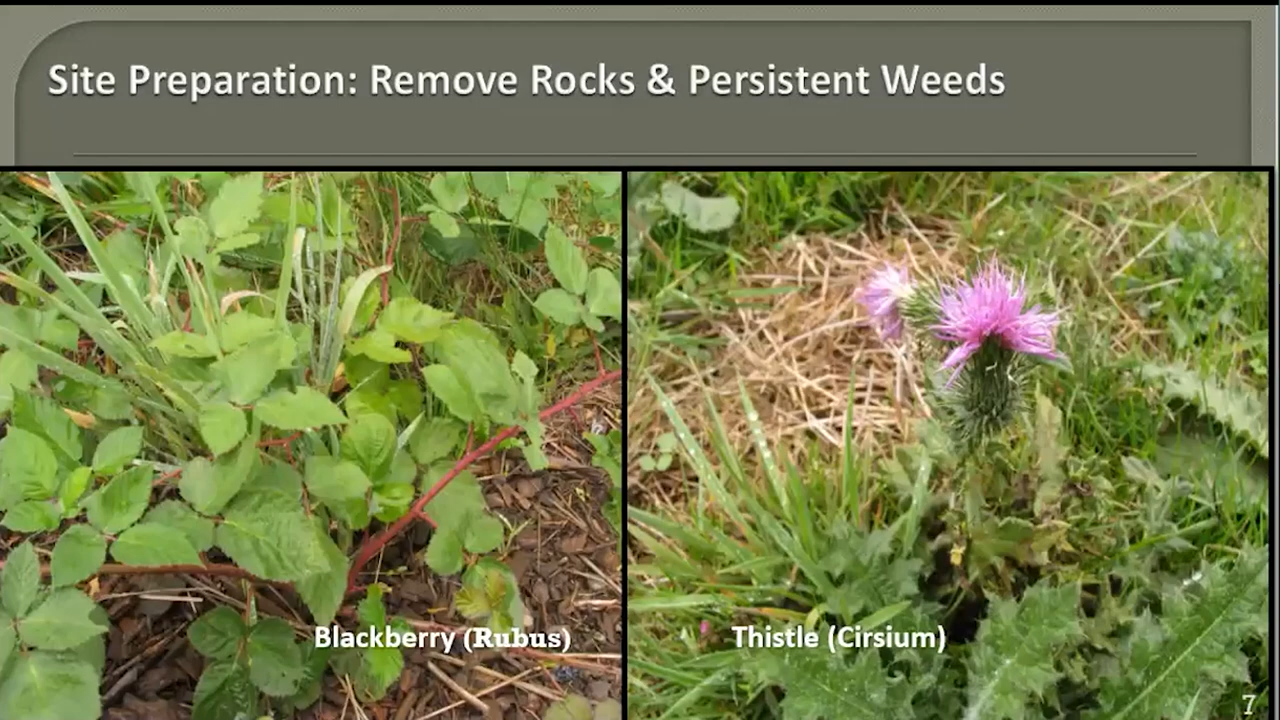 Site Preparation: Remove Rocks & Persistent Weeds
Blackberry (Rubus)
Thistle (Cirsium)
7